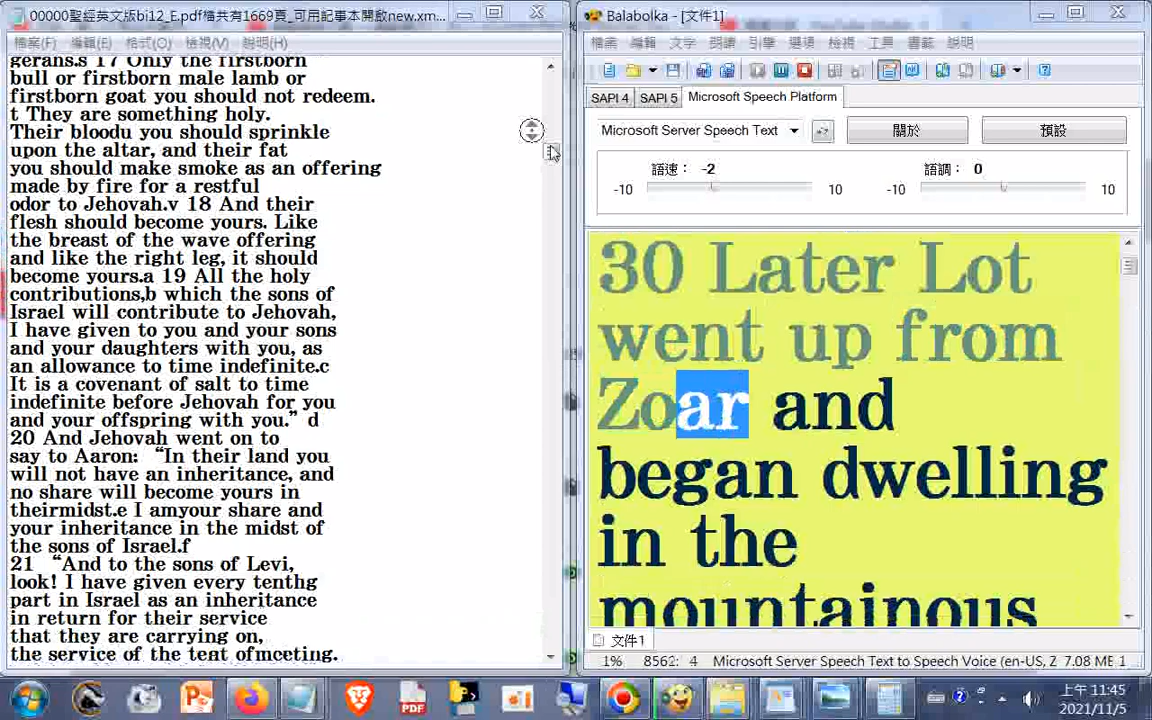 00000聖經英文版bi12_E.pdf檔共有1669頁_可用記事本開啟new.xm...
檔案(F) 編輯(E) 格式(O) 檢視(V) 說明(H)
gerans.s 17 Only the firstborn
bull or firstborn male lamb or
firstborn goat you should not redeem.
t They are something holy.
Their bloodu you should sprinkle
upon the altar, and their fat
you should make smoke as an offering
made by fire for a restful
odor to Jehovah.v 18 And their
flesh should become yours. Like
the breast of the wave offering
and like the right leg, it should
become yours.a 19 All the holy
contributions,b which the sons of
Israel will contribute to Jehovah,
I have given to you and your sons
and your daughters with you, as
an allowance to time indefinite.c
It is a covenant of salt to time
indefinite before Jehovah for you
and your offspring with you.” d
20 And Jehovah went on to
say to Aaron: “In their land you
will not have an inheritance, and
no share will become yours in
theirmidst.e I amyour share and
your inheritance in the midst of
the sons of Israel.f
21 “And to the sons of Levi,
look! I have given every tenthg
part in Israel as an inheritance
in return for their service
that they are carrying on,
the service of the tent ofmeeting.
Balabolka - [文件1]
檔案 編輯 文字 朗讀 引擎 選項 檢視 工具 書籤 說明
SAPI 4 SAPI 5 Microsoft Speech Platform
Microsoft Server Speech Text 關於 預設
語速： -2 語調： 0
-10 10 -10 10
30 Later Lot
went up from
Zoar and
began dwelling
in the
mountainous
文件1
1% 8562: 4 Microsoft Server Speech Text to Speech Voice (en-US, Z 7.08 ME 1
PDF
上午 11:45
2021/11/5